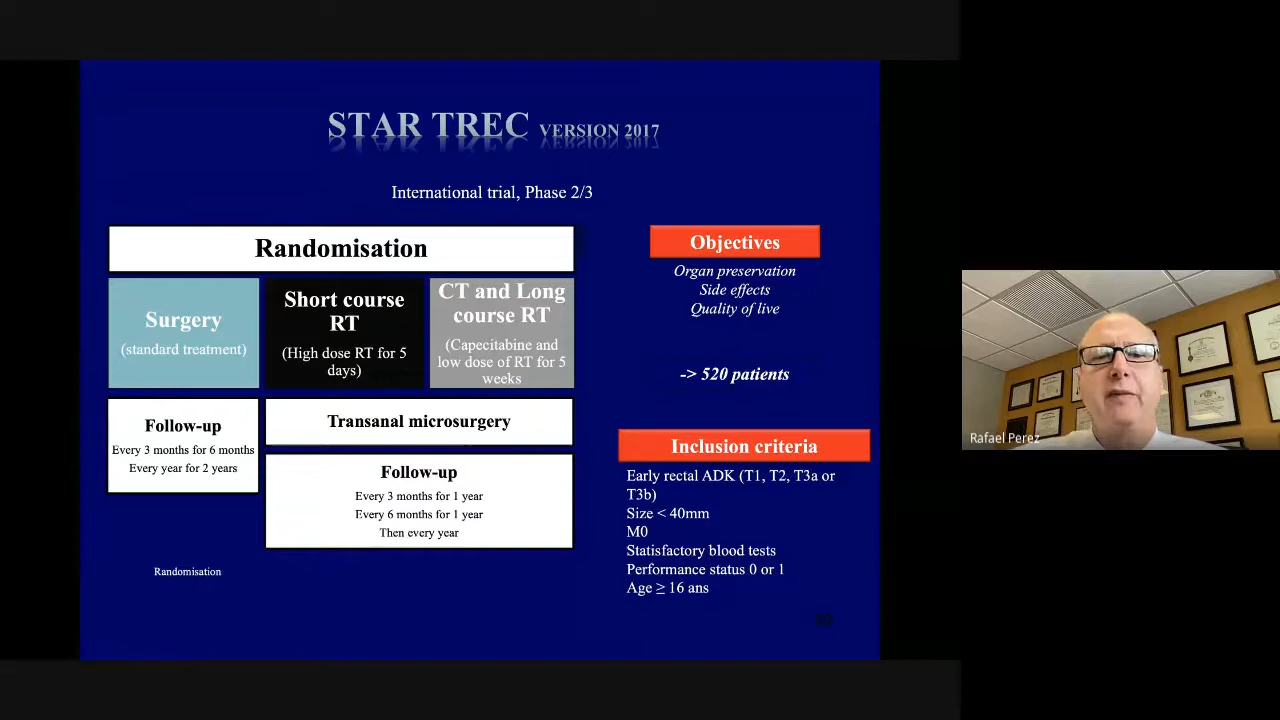 STAR TREC VERSION 2017
International trial, Phase 2/3
Randomisation
Surgery
(standard treatment)
Short course
RT
(High dose RT for 5
days)
CT and Long
course RT
(Capecitabine and
low dose of RT for 5
weeks
Follow-up
Every 3 months for 6 months
Every year for 2 years
Transanal microsurgery
Follow-up
Every 3 months for 1 year
Every 6 months for 1 year
Then every year
Randomisation
Objectives
Organ preservation
Side effects
Quality of live
-> 520 patients
Inclusion criteria
Early rectal ADK (T1, T2, T3a or
T3b)
Size < 40mm
M0
Statisfactory blood tests
Performance status 0 or 1
Age ≥ 16 ans
Rafael Perez